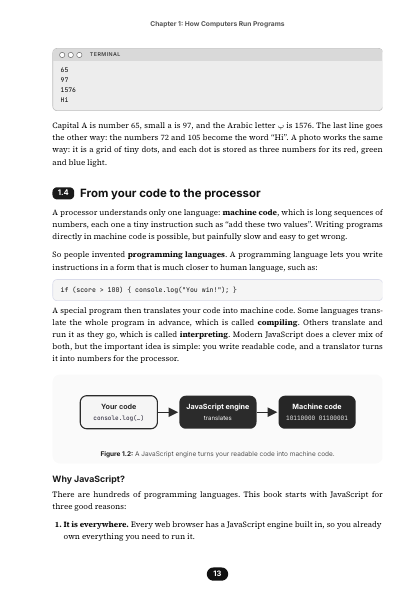 Chapter 1: How Computers Run Programs
TERMINAL
65
97
1576
Hi
Capital A is number 65, small a is 97, and the Arabic letter ب is 1576. The last line goes
the other way: the numbers 72 and 105 become the word “Hi”. A photo works the same
way: it is a grid of tiny dots, and each dot is stored as three numbers for its red, green
and blue light.
1.4 From your code to the processor
A processor understands only one language: machine code, which is long sequences of
numbers, each one a tiny instruction such as “add these two values”. Writing programs
directly in machine code is possible, but painfully slow and easy to get wrong.
So people invented programming languages. A programming language lets you write
instructions in a form that is much closer to human language, such as:
if (score > 100) { console.log("You win!"); }
A special program then translates your code into machine code. Some languages trans-
late the whole program in advance, which is called compiling. Others translate and
run it as they go, which is called interpreting. Modern JavaScript does a clever mix of
both, but the important idea is simple: you write readable code, and a translator turns
it into numbers for the processor.
Your code
console.log(…)
JavaScript engine
translates
Machine code
10110000 01100001
Figure 1.2: A JavaScript engine turns your readable code into machine code.
Why JavaScript?
There are hundreds of programming languages. This book starts with JavaScript for
three good reasons:
1. It is everywhere. Every web browser has a JavaScript engine built in, so you already
own everything you need to run it.
13